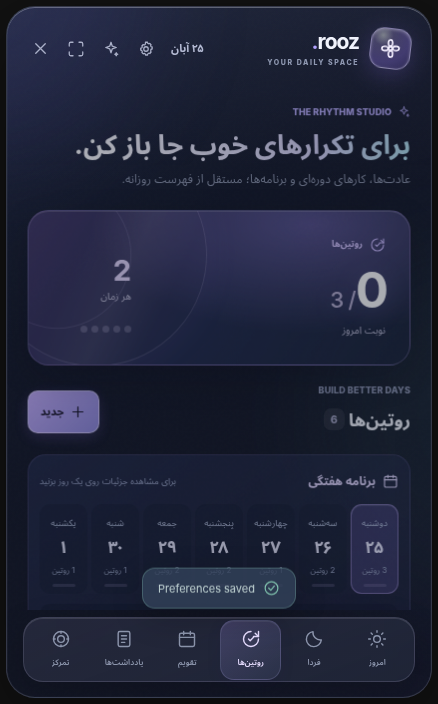 rooz.
YOUR DAILY SPACE
۲۵ آبان
THE RHYTHM STUDIO
برای تکرارهای خوب جا باز کن.
عادت‌ها، کارهای دوره‌ای و برنامه‌ها؛ مستقل از فهرست روزانه.
روتین‌ها
0/3
نوبت امروز
2
هر زمان
BUILD BETTER DAYS
روتین‌ها 6
+ جدید
برنامه هفتگی
برای مشاهده جزئیات روی یک روز بزنید
دوشنبه سه‌شنبه چهارشنبه پنجشنبه جمعه شنبه یکشنبه
۲۵ ۲۶ ۲۷ ۲۸ ۲۹ ۳۰ ۱
3 روتین 2 روتین 1 روتین 1 روتین
Preferences saved
امروز فردا روتین‌ها تقویم یادداشت‌ها تمرکز